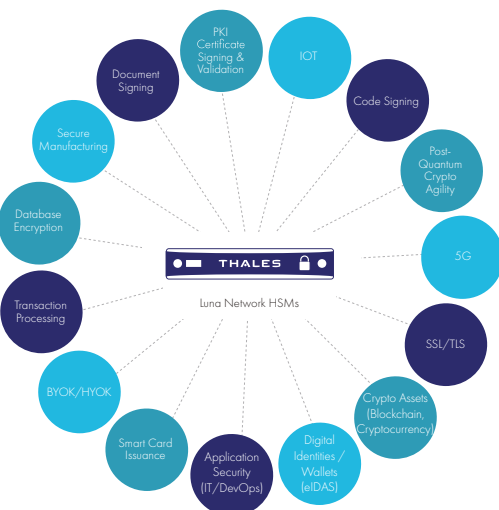 PKI
Certificate
Signing &
Validation
IOT
Code Signing
Post-
Quantum
Crypto
Agility
5G
SSL/TLS
Crypto Assets
(Blockchain,
Cryptocurrency)
Digital
Identities /
Wallets
(eIDAS)
Application
Security
(IT/DevOps)
Smart Card
Issuance
BYOK/HYOK
Transaction
Processing
Database
Encryption
Secure
Manufacturing
Document
Signing
THALES
Luna Network HSMs